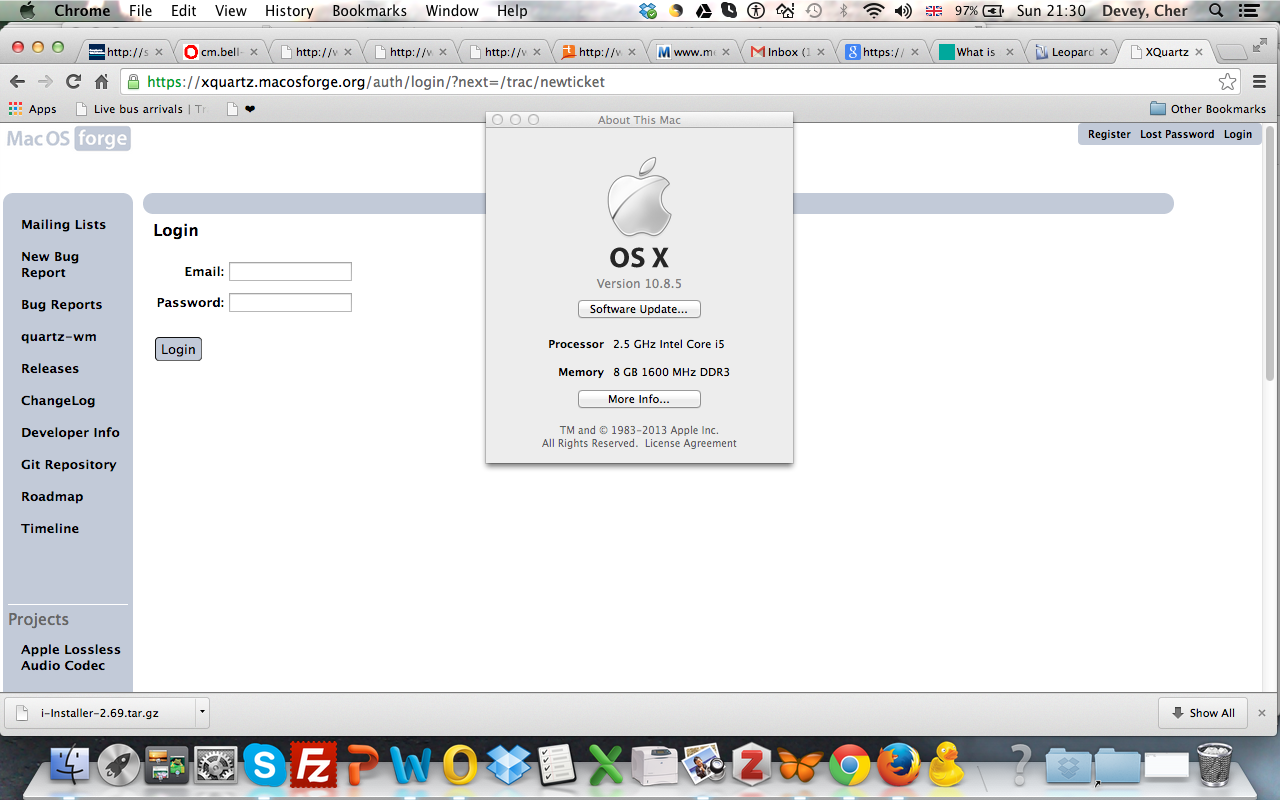 Chrome File Edit View History Bookmarks Window Help 97% Sun 21:30 Devey, Cher
http://s cm.bell- http://v http://w http://v http://w www.m Inbox (1 https:// What is Leopard XQuartz
https://xquartz.macosforge.org/auth/login/?next=/trac/newticket
Apps Live bus arrivals | Tr ❤ Other Bookmarks
Mac OS forge
Register Lost Password Login
About This Mac
Mailing Lists
New Bug
Report
Bug Reports
quartz-wm
Releases
ChangeLog
Developer Info
Git Repository
Roadmap
Timeline
Projects
Apple Lossless
Audio Codec
Login
Email:
Password:
Login
OS X
Version 10.8.5
Software Update...
Processor 2.5 GHz Intel Core i5
Memory 8 GB 1600 MHz DDR3
More Info...
TM and © 1983-2013 Apple Inc.
All Rights Reserved. License Agreement
i-Installer-2.69.tar.gz
Show All